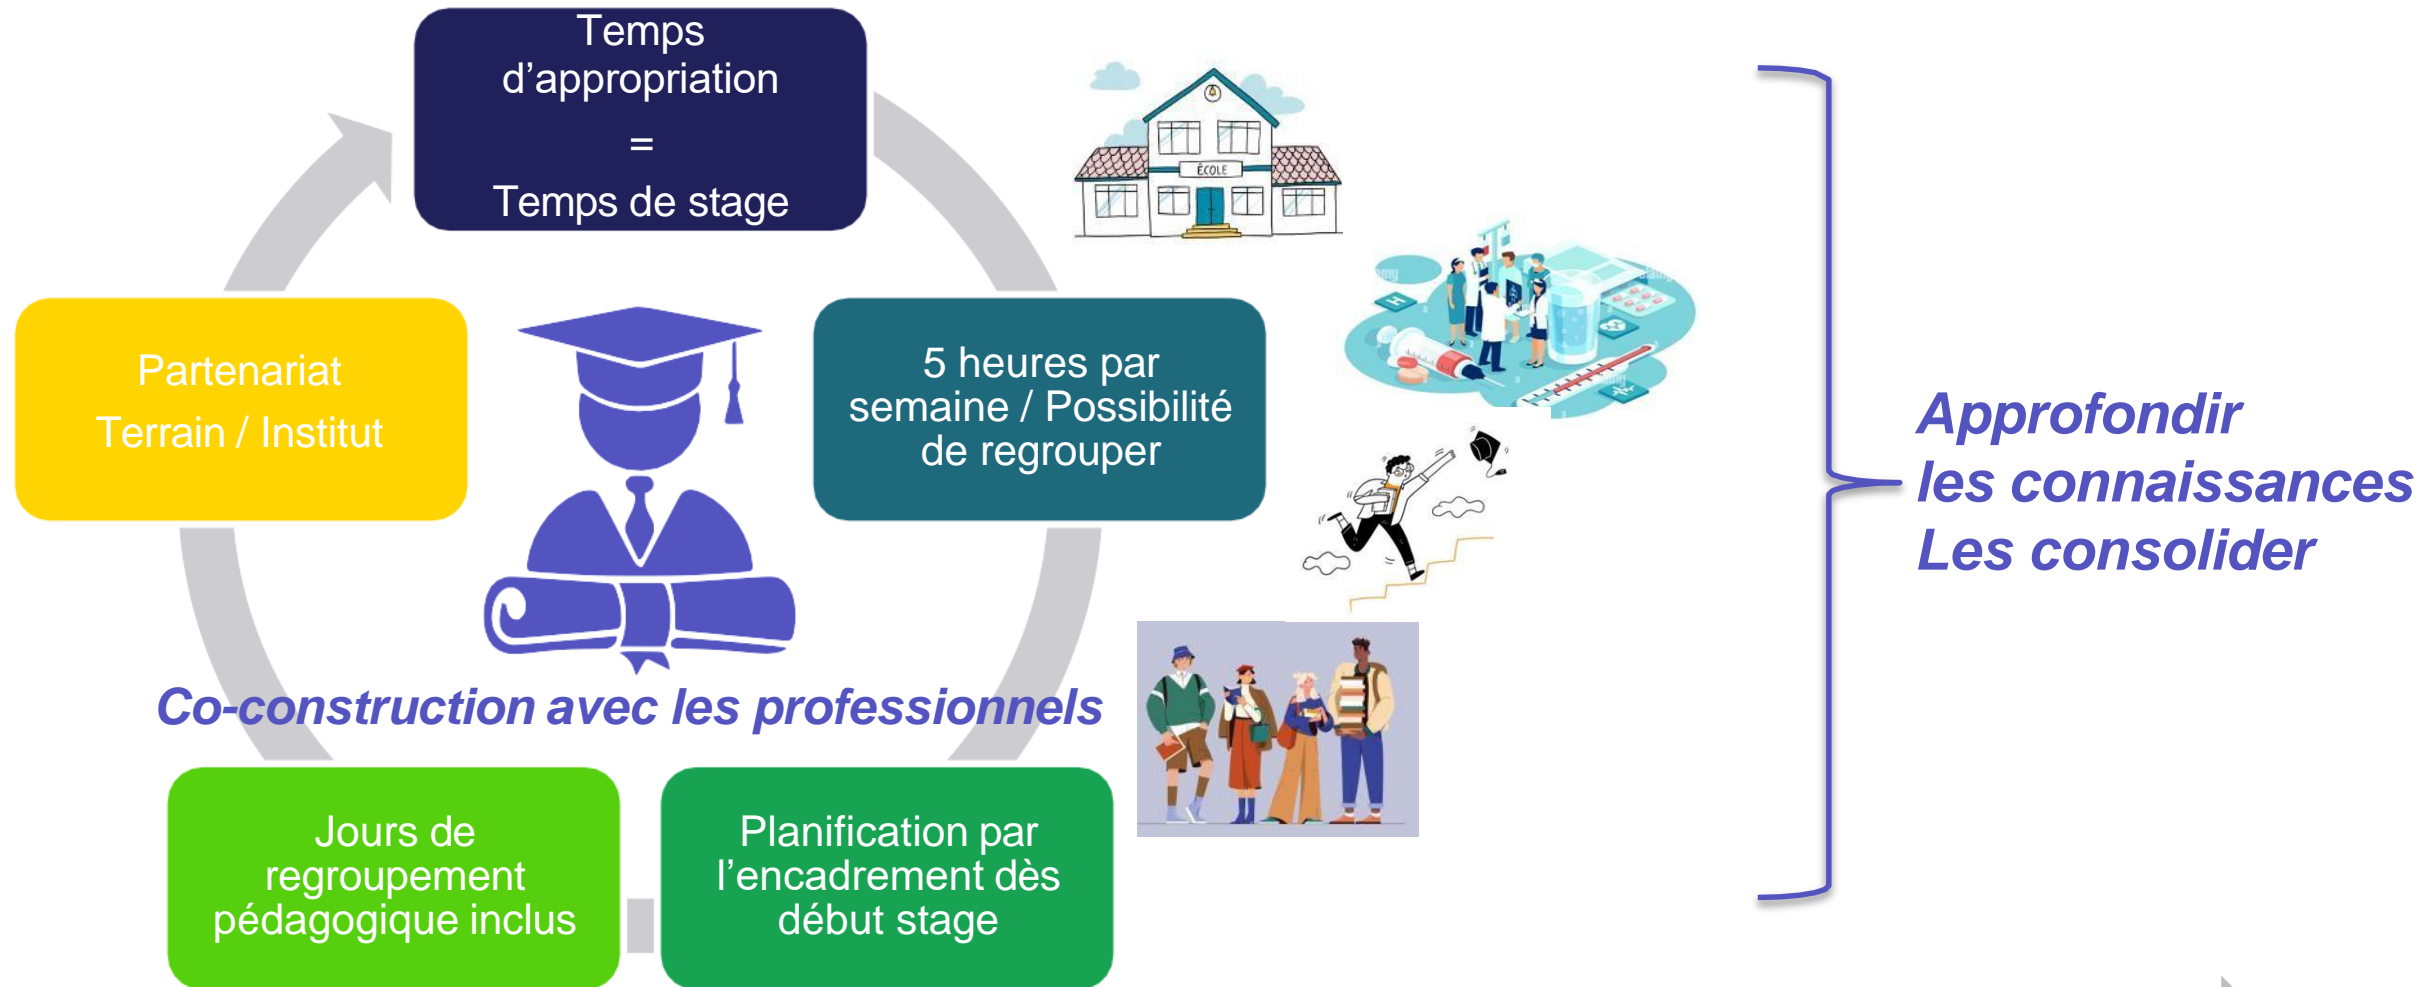 Temps
d’appropriation
=
Temps de stage
ÉCOLE
Partenariat
Terrain / Institut
5 heures par
semaine / Possibilité
de regrouper
H
Approfondir
les connaissances
Les consolider
Co-construction avec les professionnels
Jours de
regroupement
pédagogique inclus
Planification par
l’encadrement dès
début stage